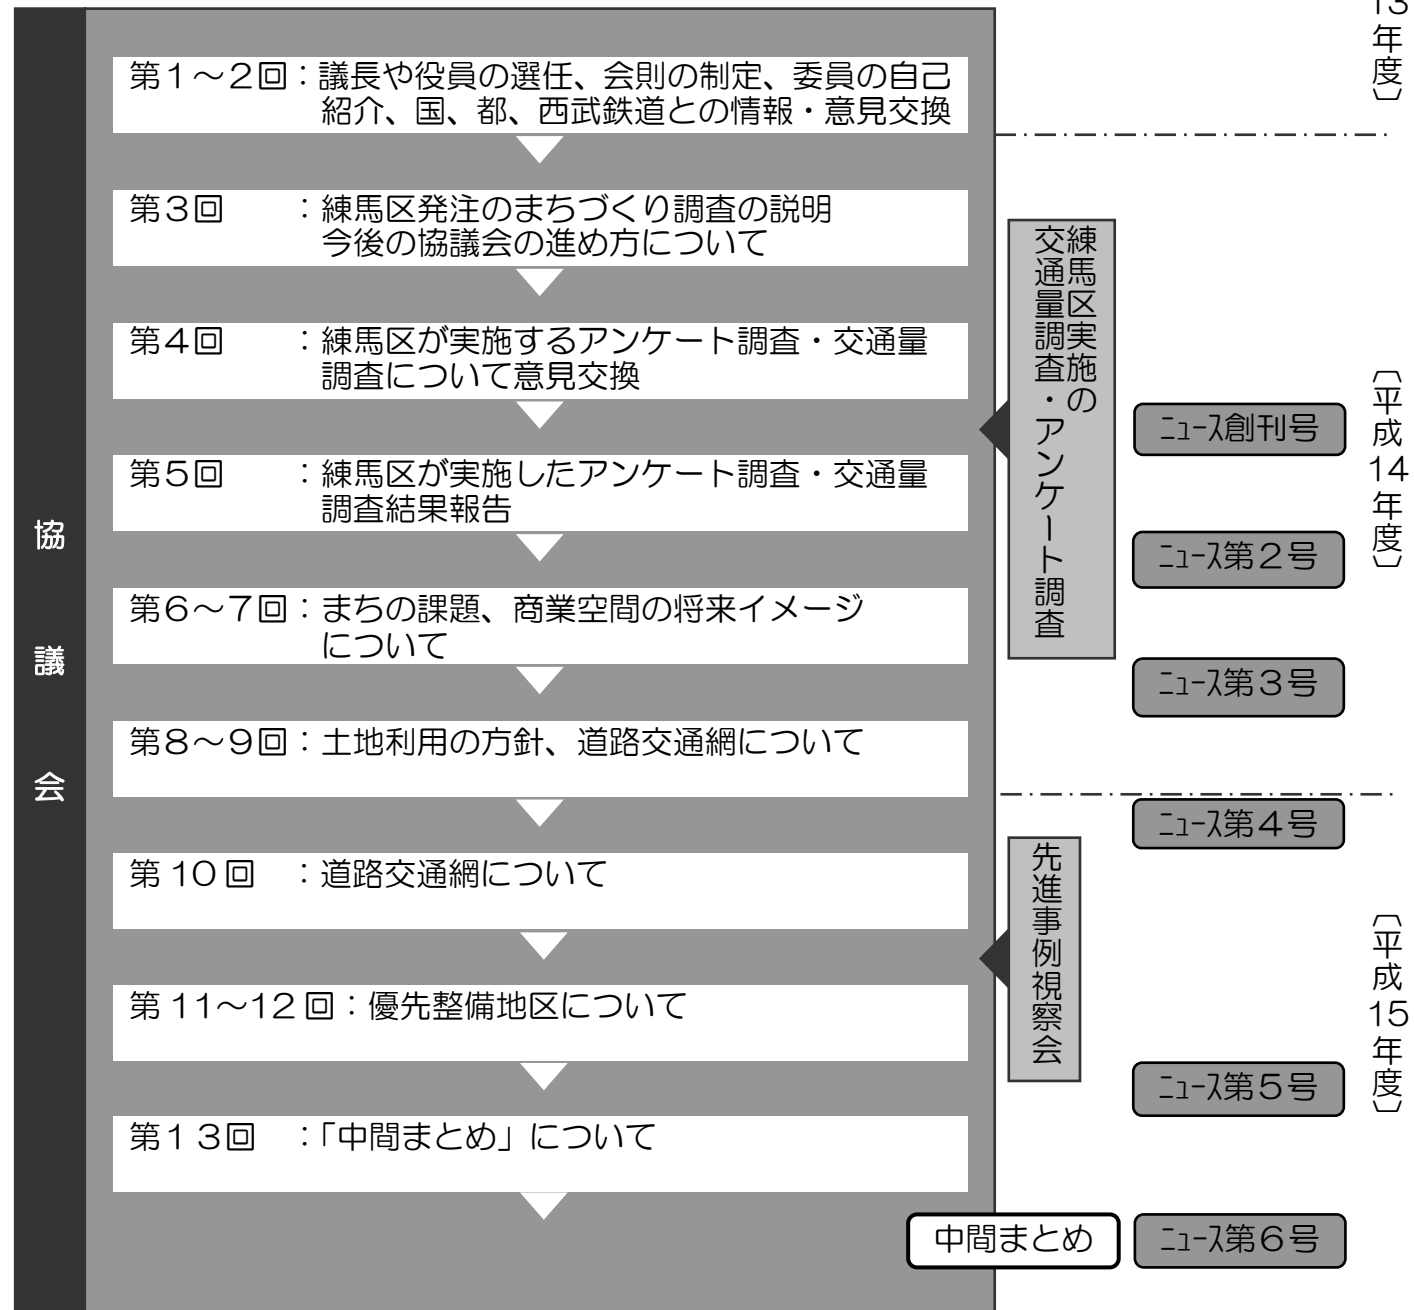 協議会
第1～2回：議長や役員の選任、会則の制定、委員の自己
紹介、国、都、西武鉄道との情報・意見交換
第3回　　：練馬区発注のまちづくり調査の説明
今後の協議会の進め方について
第4回　　：練馬区が実施するアンケート調査・交通量
調査について意見交換
第5回　　：練馬区が実施したアンケート調査・交通量
調査結果報告
第6～7回：まちの課題、商業空間の将来イメージ
について
第8～9回：土地利用の方針、道路交通網について
第10回　：道路交通網について
第11～12回：優先整備地区について
第13回　：「中間まとめ」について
練馬区実施の
交通量調査・アンケート調査
先進事例視察会
中間まとめ
ﾆｭｰｽ創刊号
ﾆｭｰｽ第2号
ﾆｭｰｽ第3号
ﾆｭｰｽ第4号
ﾆｭｰｽ第5号
ﾆｭｰｽ第6号
13年度〕
〔平成14年度〕
〔平成15年度〕